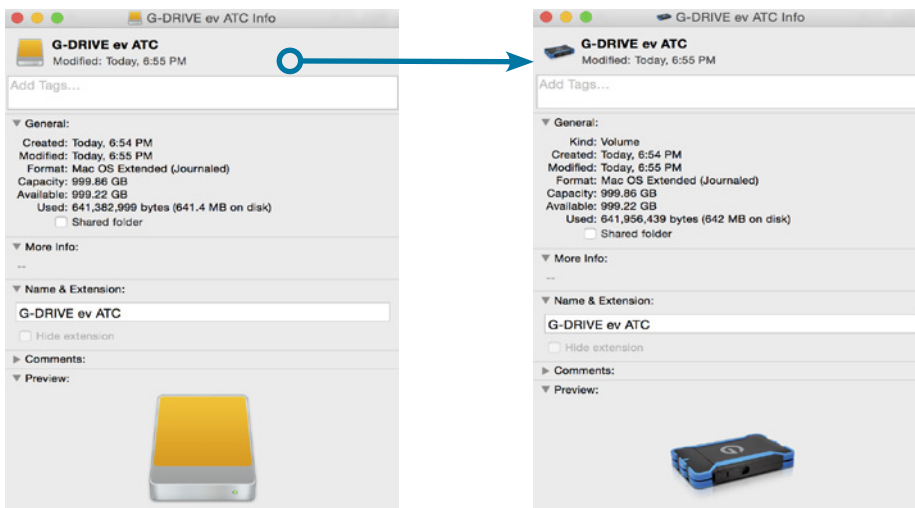 G-DRIVE ev ATC Info
G-DRIVE ev ATC
Modified: Today, 6:55 PM
Add Tags...
General:
Created: Today, 6:54 PM
Modified: Today, 6:55 PM
Format: Mac OS Extended (Journaled)
Capacity: 999.86 GB
Available: 999.22 GB
Used: 641,382,999 bytes (641.4 MB on disk)
Shared folder
More Info:
--
Name & Extension:
G-DRIVE ev ATC
Hide extension
Comments:
Preview:
G-DRIVE ev ATC Info
G-DRIVE ev ATC
Modified: Today, 6:55 PM
Add Tags...
General:
Kind: Volume
Created: Today, 6:54 PM
Modified: Today, 6:55 PM
Format: Mac OS Extended (Journaled)
Capacity: 999.86 GB
Available: 999.22 GB
Used: 641,956,439 bytes (642 MB on disk)
Shared folder
More Info:
--
Name & Extension:
G-DRIVE ev ATC
Hide extension
Comments:
Preview:
G